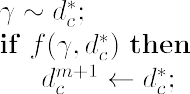 γ ∼ d_c^*;
if f(γ, d_c^*) then
d_c^{m+1} ← d_c^*;